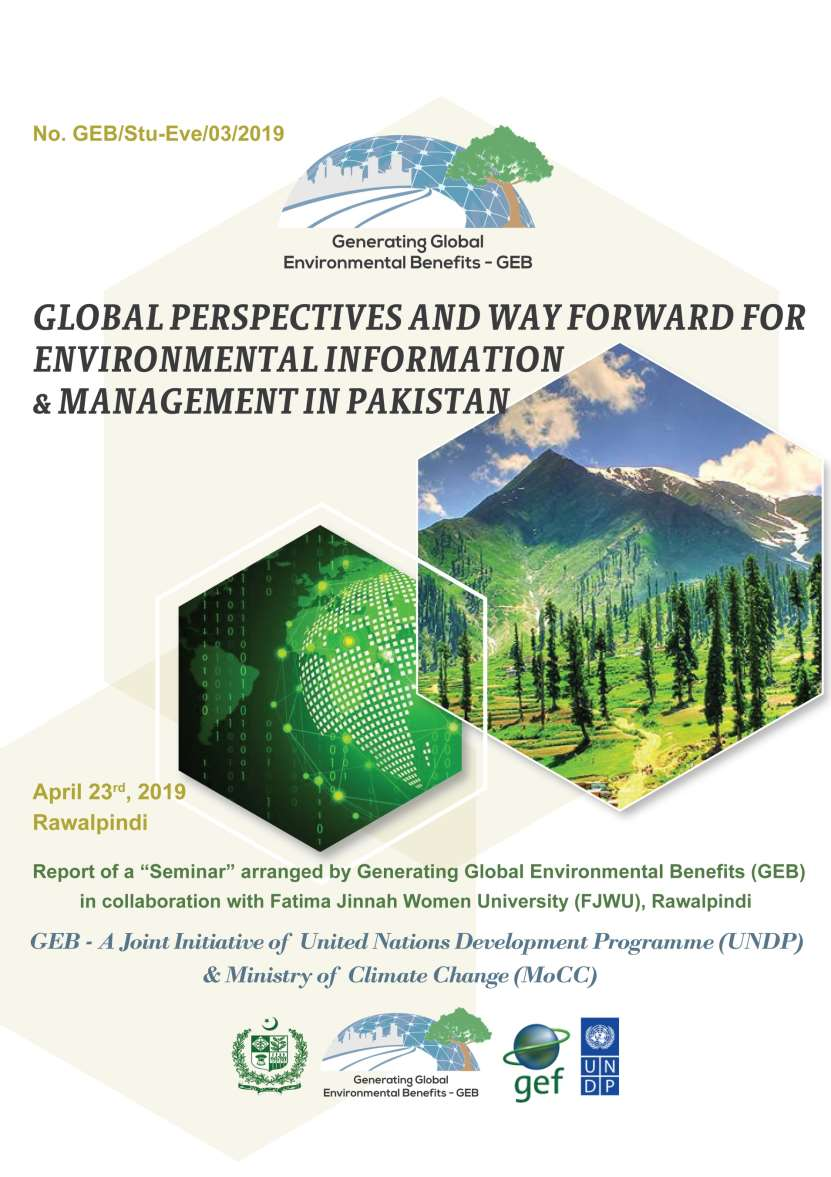 No. GEB/Stu-Eve/03/2019
Generating Global
Environmental Benefits - GEB
GLOBAL PERSPECTIVES AND WAY FORWARD FOR
ENVIRONMENTAL INFORMATION
& MANAGEMENT IN PAKISTAN
April 23rd, 2019
Rawalpindi
Report of a “Seminar” arranged by Generating Global Environmental Benefits (GEB)
in collaboration with Fatima Jinnah Women University (FJWU), Rawalpindi
GEB - A Joint Initiative of United Nations Development Programme (UNDP)
& Ministry of Climate Change (MoCC)
Generating Global
Environmental Benefits - GEB
gef
UN
DP